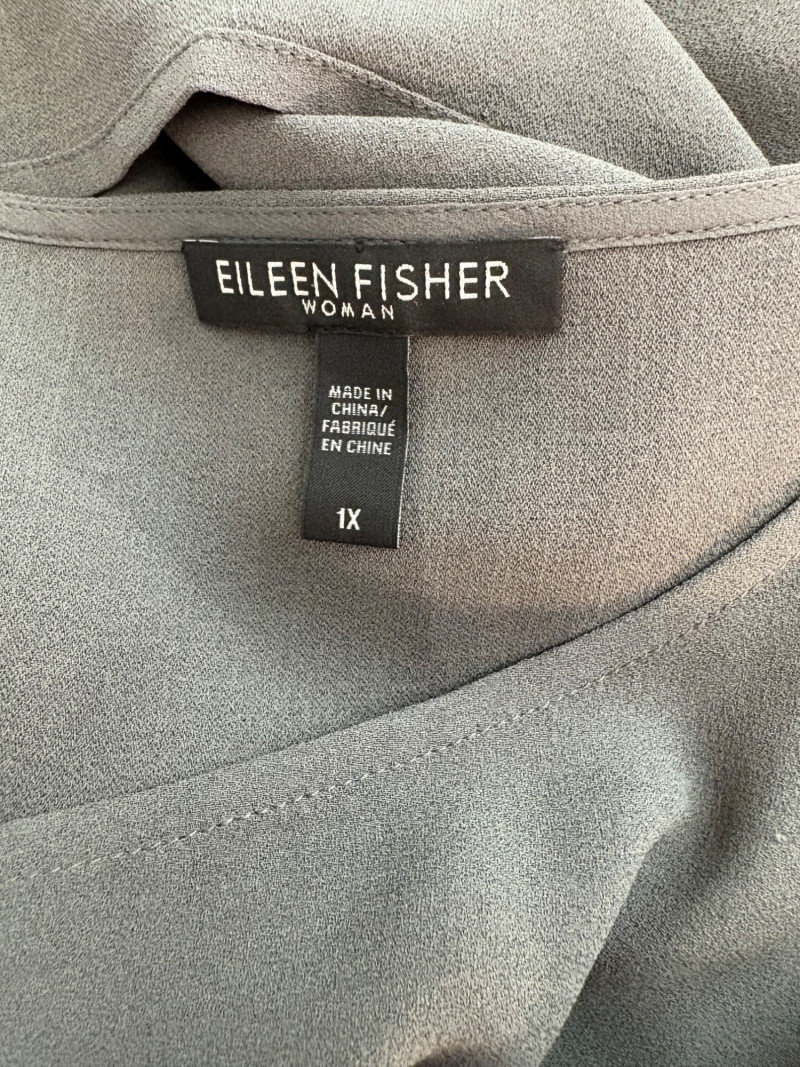 EILEEN FISHER
WOMAN
MADE IN
CHINA/
FABRIQUÉ
EN CHINE
1X